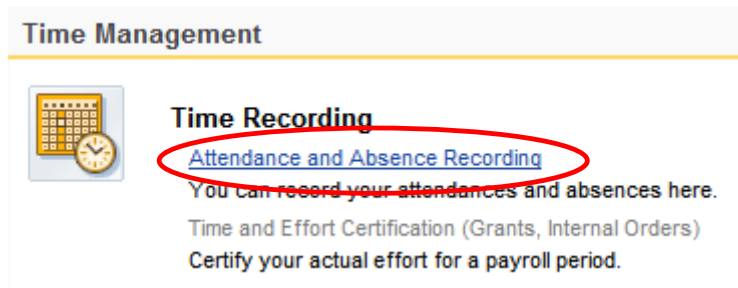 Time Management
Time Recording
Attendance and Absence Recording
You can record your attendances and absences here.
Time and Effort Certification (Grants, Internal Orders)
Certify your actual effort for a payroll period.